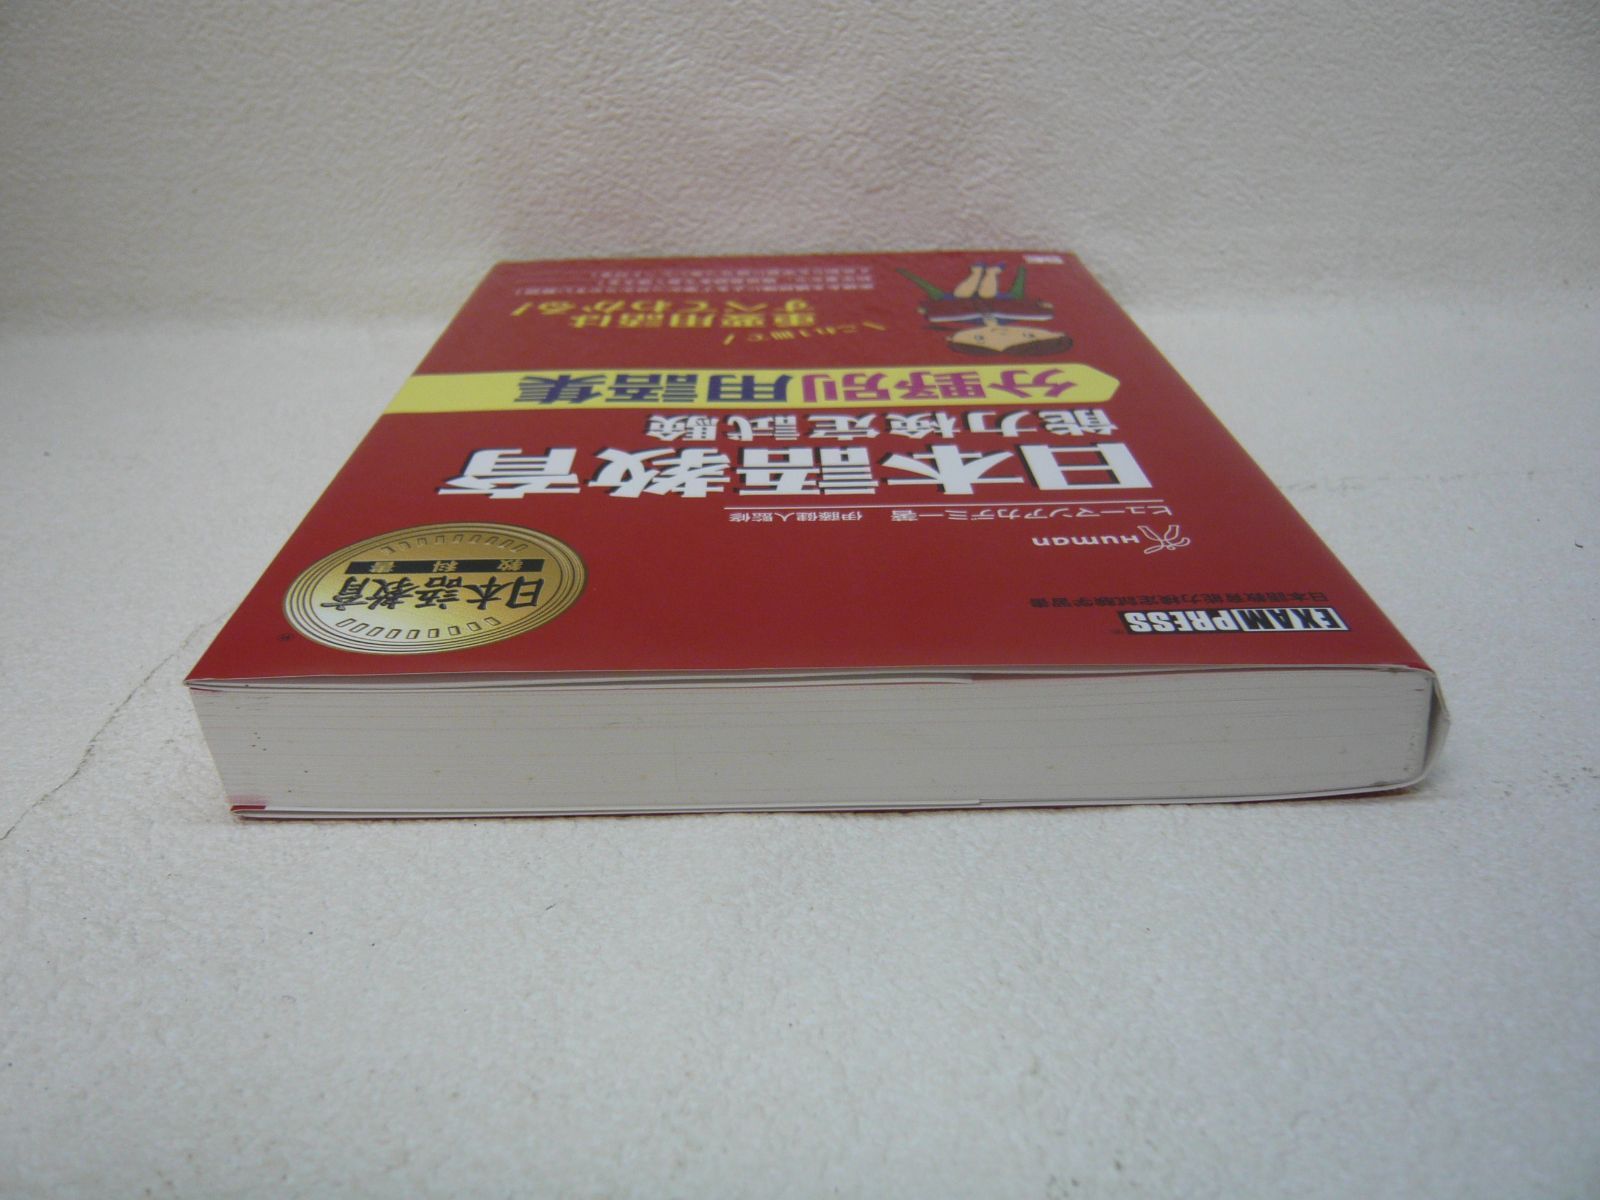 EXAMPRESS
日本語教育能力検定試験学習書
日本語教育
教科書
Human
ヒューマンアカデミー著 伊藤健人監修
日本語教育
能力検定試験
分野別用語集
\これ1冊で/
重要用語は
すべてわかる!
SE